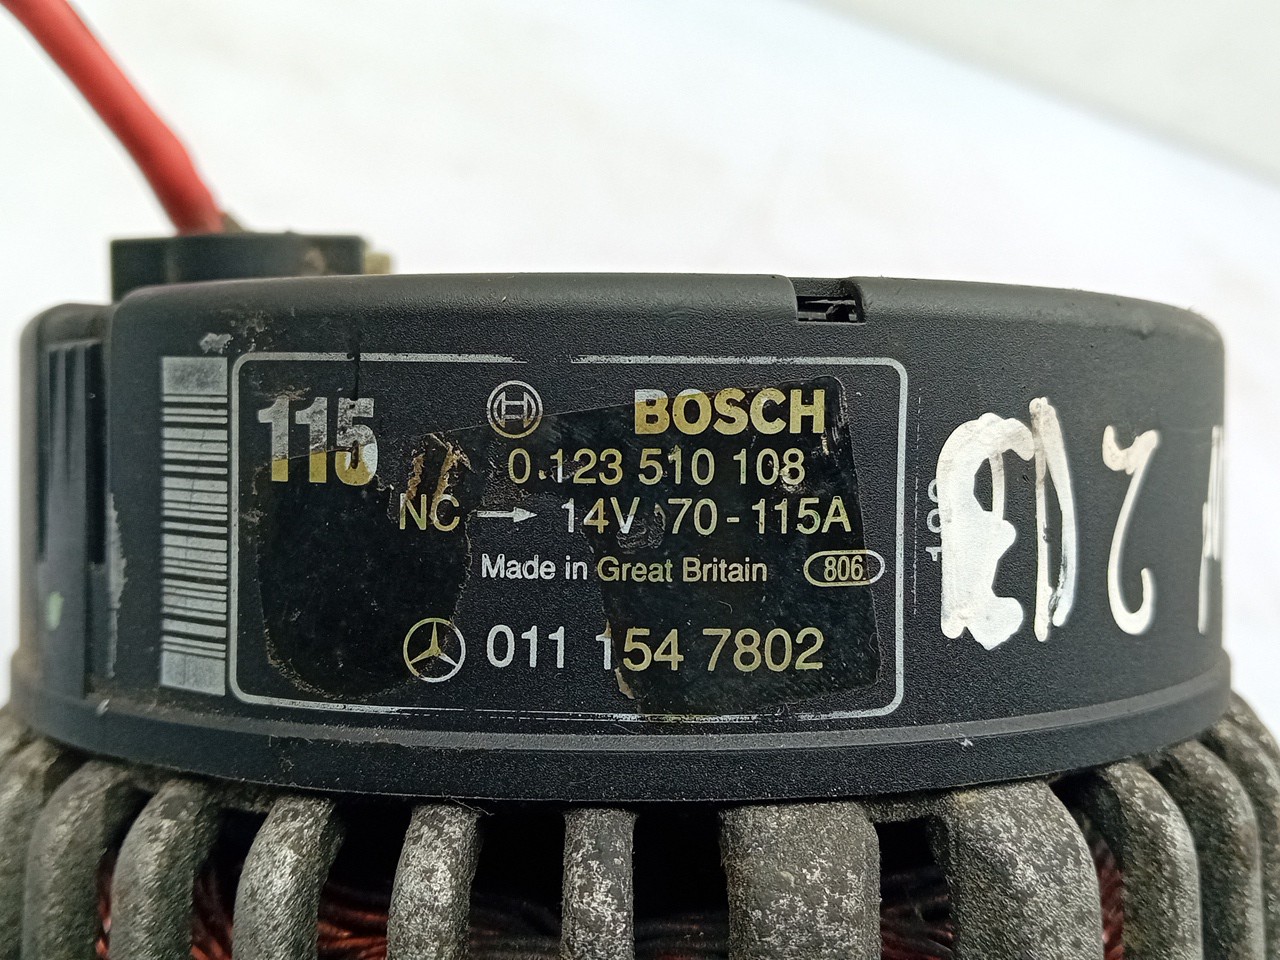 115
BOSCH
0 123 510 108
NC → 14V 70-115A
Made in Great Britain 806
011 154 7802